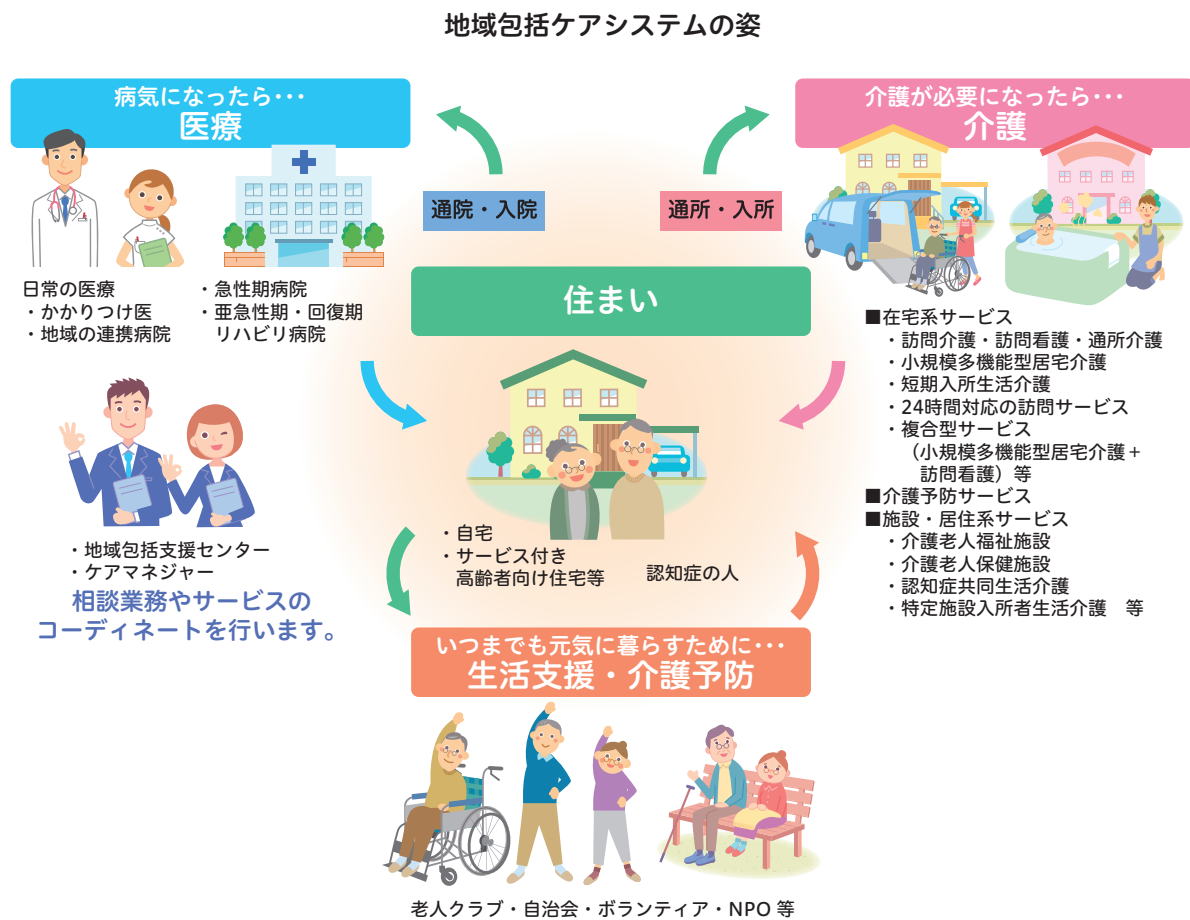 地域包括ケアシステムの姿
病気になったら･･･
医療
日常の医療
・かかりつけ医
・地域の連携病院
・急性期病院
・亜急性期・回復期
リハビリ病院
通院・入院
通所・入所
介護が必要になったら･･･
介護
■在宅系サービス
・訪問介護・訪問看護・通所介護
・小規模多機能型居宅介護
・短期入所生活介護
・24時間対応の訪問サービス
・複合型サービス
（小規模多機能型居宅介護＋
訪問看護）等
■介護予防サービス
■施設・居住系サービス
・介護老人福祉施設
・介護老人保健施設
・認知症共同生活介護
・特定施設入所者生活介護　等
住まい
・自宅
・サービス付き
高齢者向け住宅等
認知症の人
・地域包括支援センター
・ケアマネジャー
相談業務やサービスの
コーディネートを行います。
いつまでも元気に暮らすために･･･
生活支援・介護予防
老人クラブ・自治会・ボランティア・NPO 等